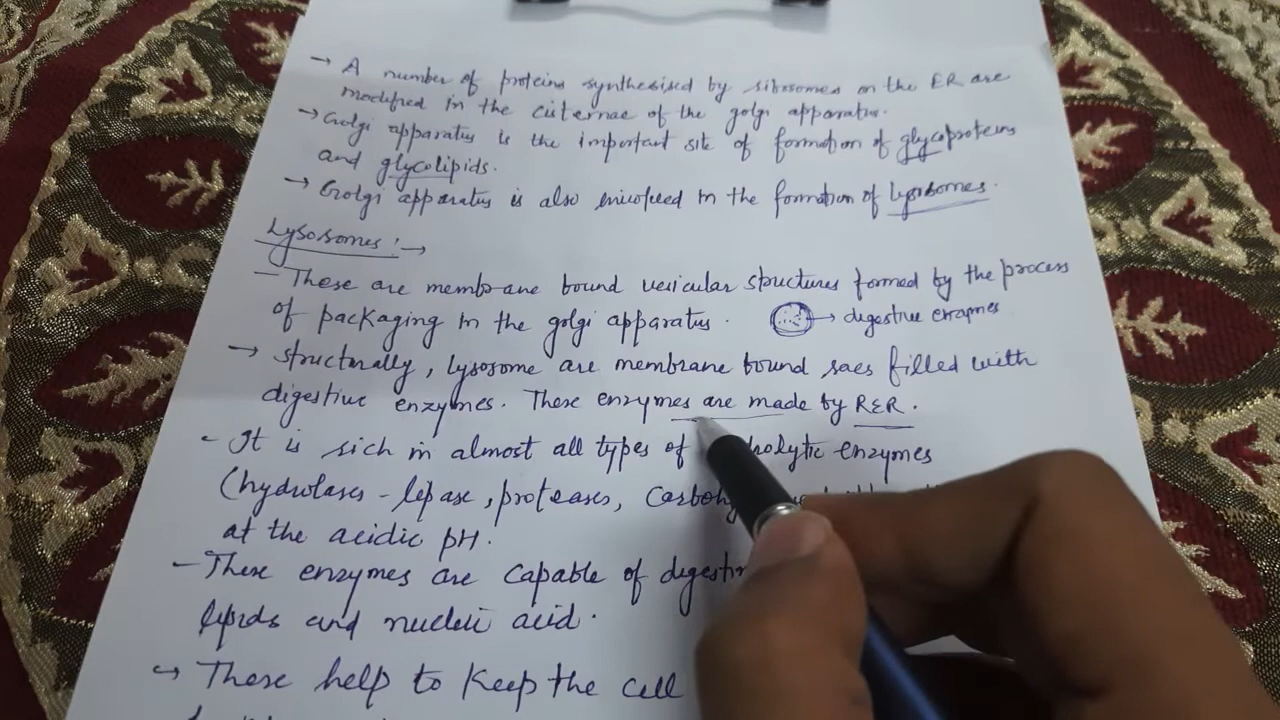 → A number of proteins synthesised by ribosomes on the ER are
modified in the cisternae of the golgi apparatus.
→ Golgi apparatus is the important site of formation of glycoproteins
and glycolipids.
→ Golgi apparatus is also involved in the formation of lysosomes.
Lysosomes :→
- These are membrane bound vesicular structures formed by the process
of packaging in the golgi apparatus. → digestive enzymes
→ structurally, lysosome are membrane bound sacs filled with
digestive enzymes. These enzymes are made by RER.
- It is rich in almost all types of enzymes
(hydrolases - lipase, proteases,
at the acidic pH.
- These enzymes are capable of
lipids and nucleic acid.
→ These help to keep the cell